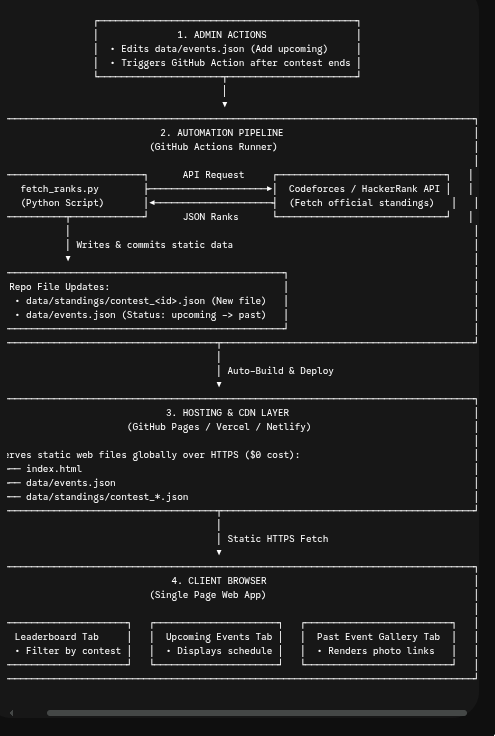 1. ADMIN ACTIONS
• Edits data/events.json (Add upcoming)
• Triggers GitHub Action after contest ends
2. AUTOMATION PIPELINE
(GitHub Actions Runner)
API Request
fetch_ranks.py
Codeforces / HackerRank API
(Python Script)
(Fetch official standings)
JSON Ranks
Writes & commits static data
Repo File Updates:
• data/standings/contest_<id>.json (New file)
• data/events.json (Status: upcoming -> past)
Auto-Build & Deploy
3. HOSTING & CDN LAYER
(GitHub Pages / Vercel / Netlify)
erves static web files globally over HTTPS ($0 cost):
index.html
data/events.json
data/standings/contest_*.json
Static HTTPS Fetch
4. CLIENT BROWSER
(Single Page Web App)
Leaderboard Tab
• Filter by contest
Upcoming Events Tab
• Displays schedule
Past Event Gallery Tab
• Renders photo links